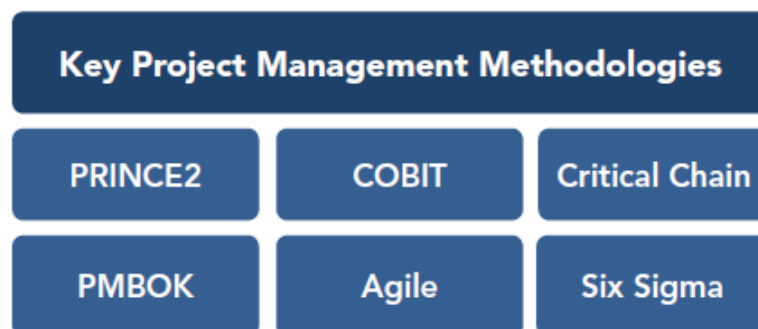 Key Project Management Methodologies
PRINCE2 COBIT Critical Chain
PMBOK Agile Six Sigma